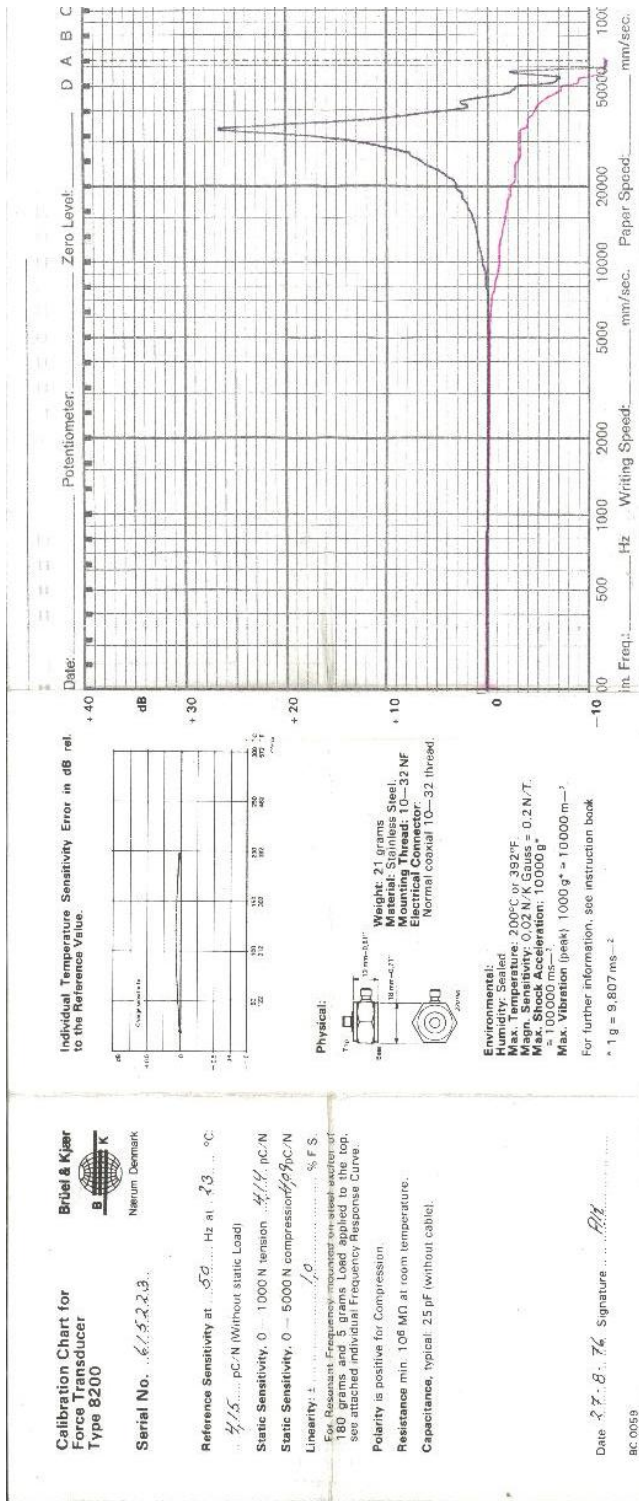 Calibration Chart for
Force Transducer
Type 8200
Brüel & Kjær
B K
Nærum Denmark
Serial No. 615223
Reference Sensitivity at 50 Hz at 23 °C
4,15 pC/N (Without static Load)
Static Sensitivity, 0 – 1000 N tension 4,14 pC/N
Static Sensitivity, 0 – 5000 N compression 4,09 pC/N
Linearity: ± 1,0 % F S.
For Resonant Frequency mounted on steel exciter of
180 grams and 5 grams Load applied to the top,
see attached individual Frequency Response Curve.
Polarity is positive for Compression
Resistance min. 10⁶ MΩ at room temperature.
Capacitance, typical: 25 pF (without cable).
Date 27-8-76 Signature
BC 0059
Individual Temperature Sensitivity Error in dB rel.
to the Reference Value.
dB
0
Physical:
Top
Base
Weight: 21 grams
Material: Stainless Steel.
Mounting Thread: 10–32 NF
Electrical Connector:
Normal coaxial 10–32 thread.
Environmental:
Humidity: Sealed
Max. Temperature: 200°C or 392°F.
Magn. Sensitivity: 0,02 N/K Gauss = 0.2 N/T.
Max. Shock Acceleration: 10000 g*
≈ 100000 ms⁻²
Max. Vibration (peak) 1000 g* ≈ 10000 m⁻²
For further information, see instruction book
* 1 g = 9,807 ms⁻²
Date: Potentiometer: Zero Level: D A B C
+ 40
dB
+ 30
+ 20
+ 10
0
−10
00 500 1000 2000 5000 10000 20000 50000 1000
m. Freq.: Hz Writing Speed: mm/sec. Paper Speed: mm/sec.